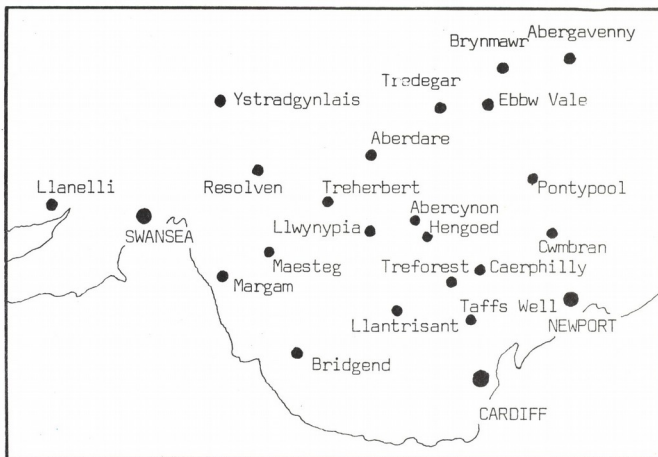 Abergavenny
Brynmawr
Tredegar
Ystradgynlais
Ebbw Vale
Aberdare
Llanelli
Resolven
Treherbert
Pontypool
Abercynon
Llwynypia
Hengoed
SWANSEA
Cwmbran
Maesteg
Treforest
Caerphilly
Margam
Taffs Well
Llantrisant
NEWPORT
Bridgend
CARDIFF